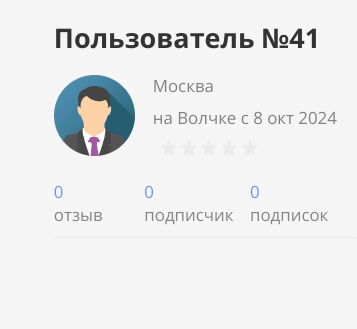 Пользователь №41
Москва
на Волчке с 8 окт 2024
0 0 0
отзыв подписчик подписок